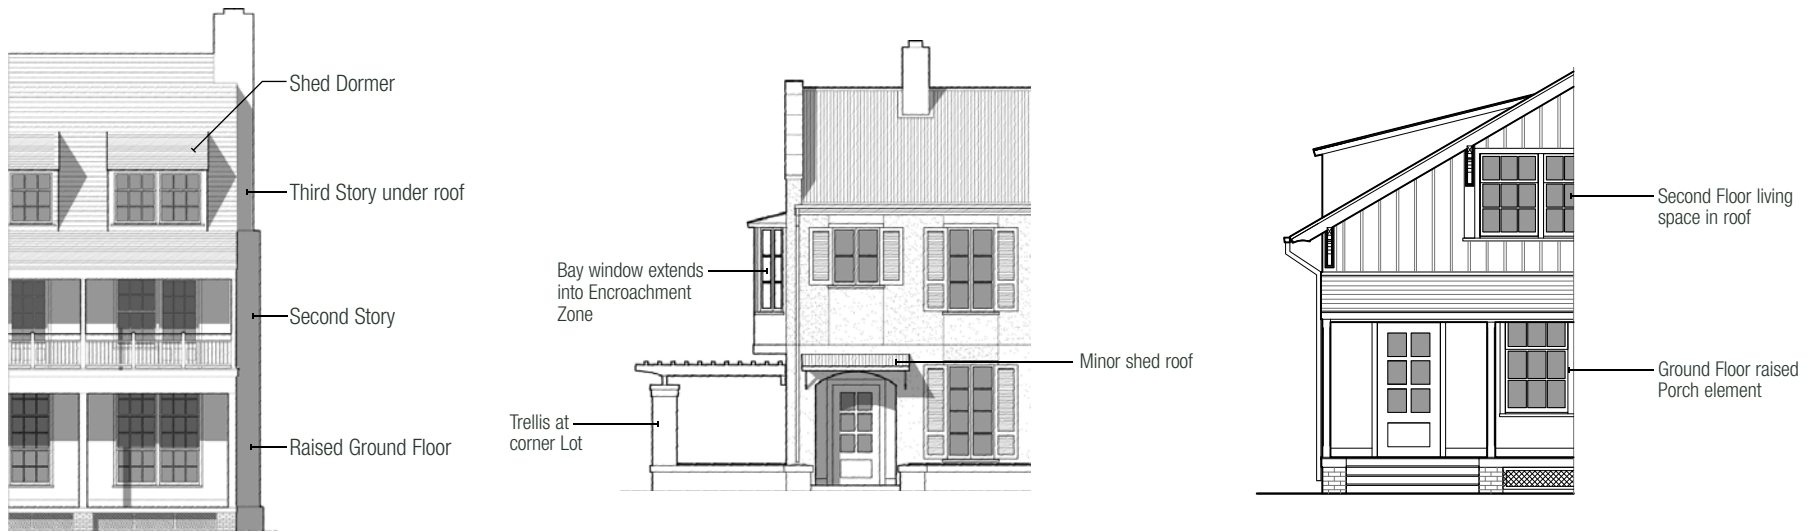 Shed Dormer
Third Story under roof
Second Story
Raised Ground Floor
Bay window extends
into Encroachment
Zone
Minor shed roof
Trellis at
corner Lot
Second Floor living
space in roof
Ground Floor raised
Porch element